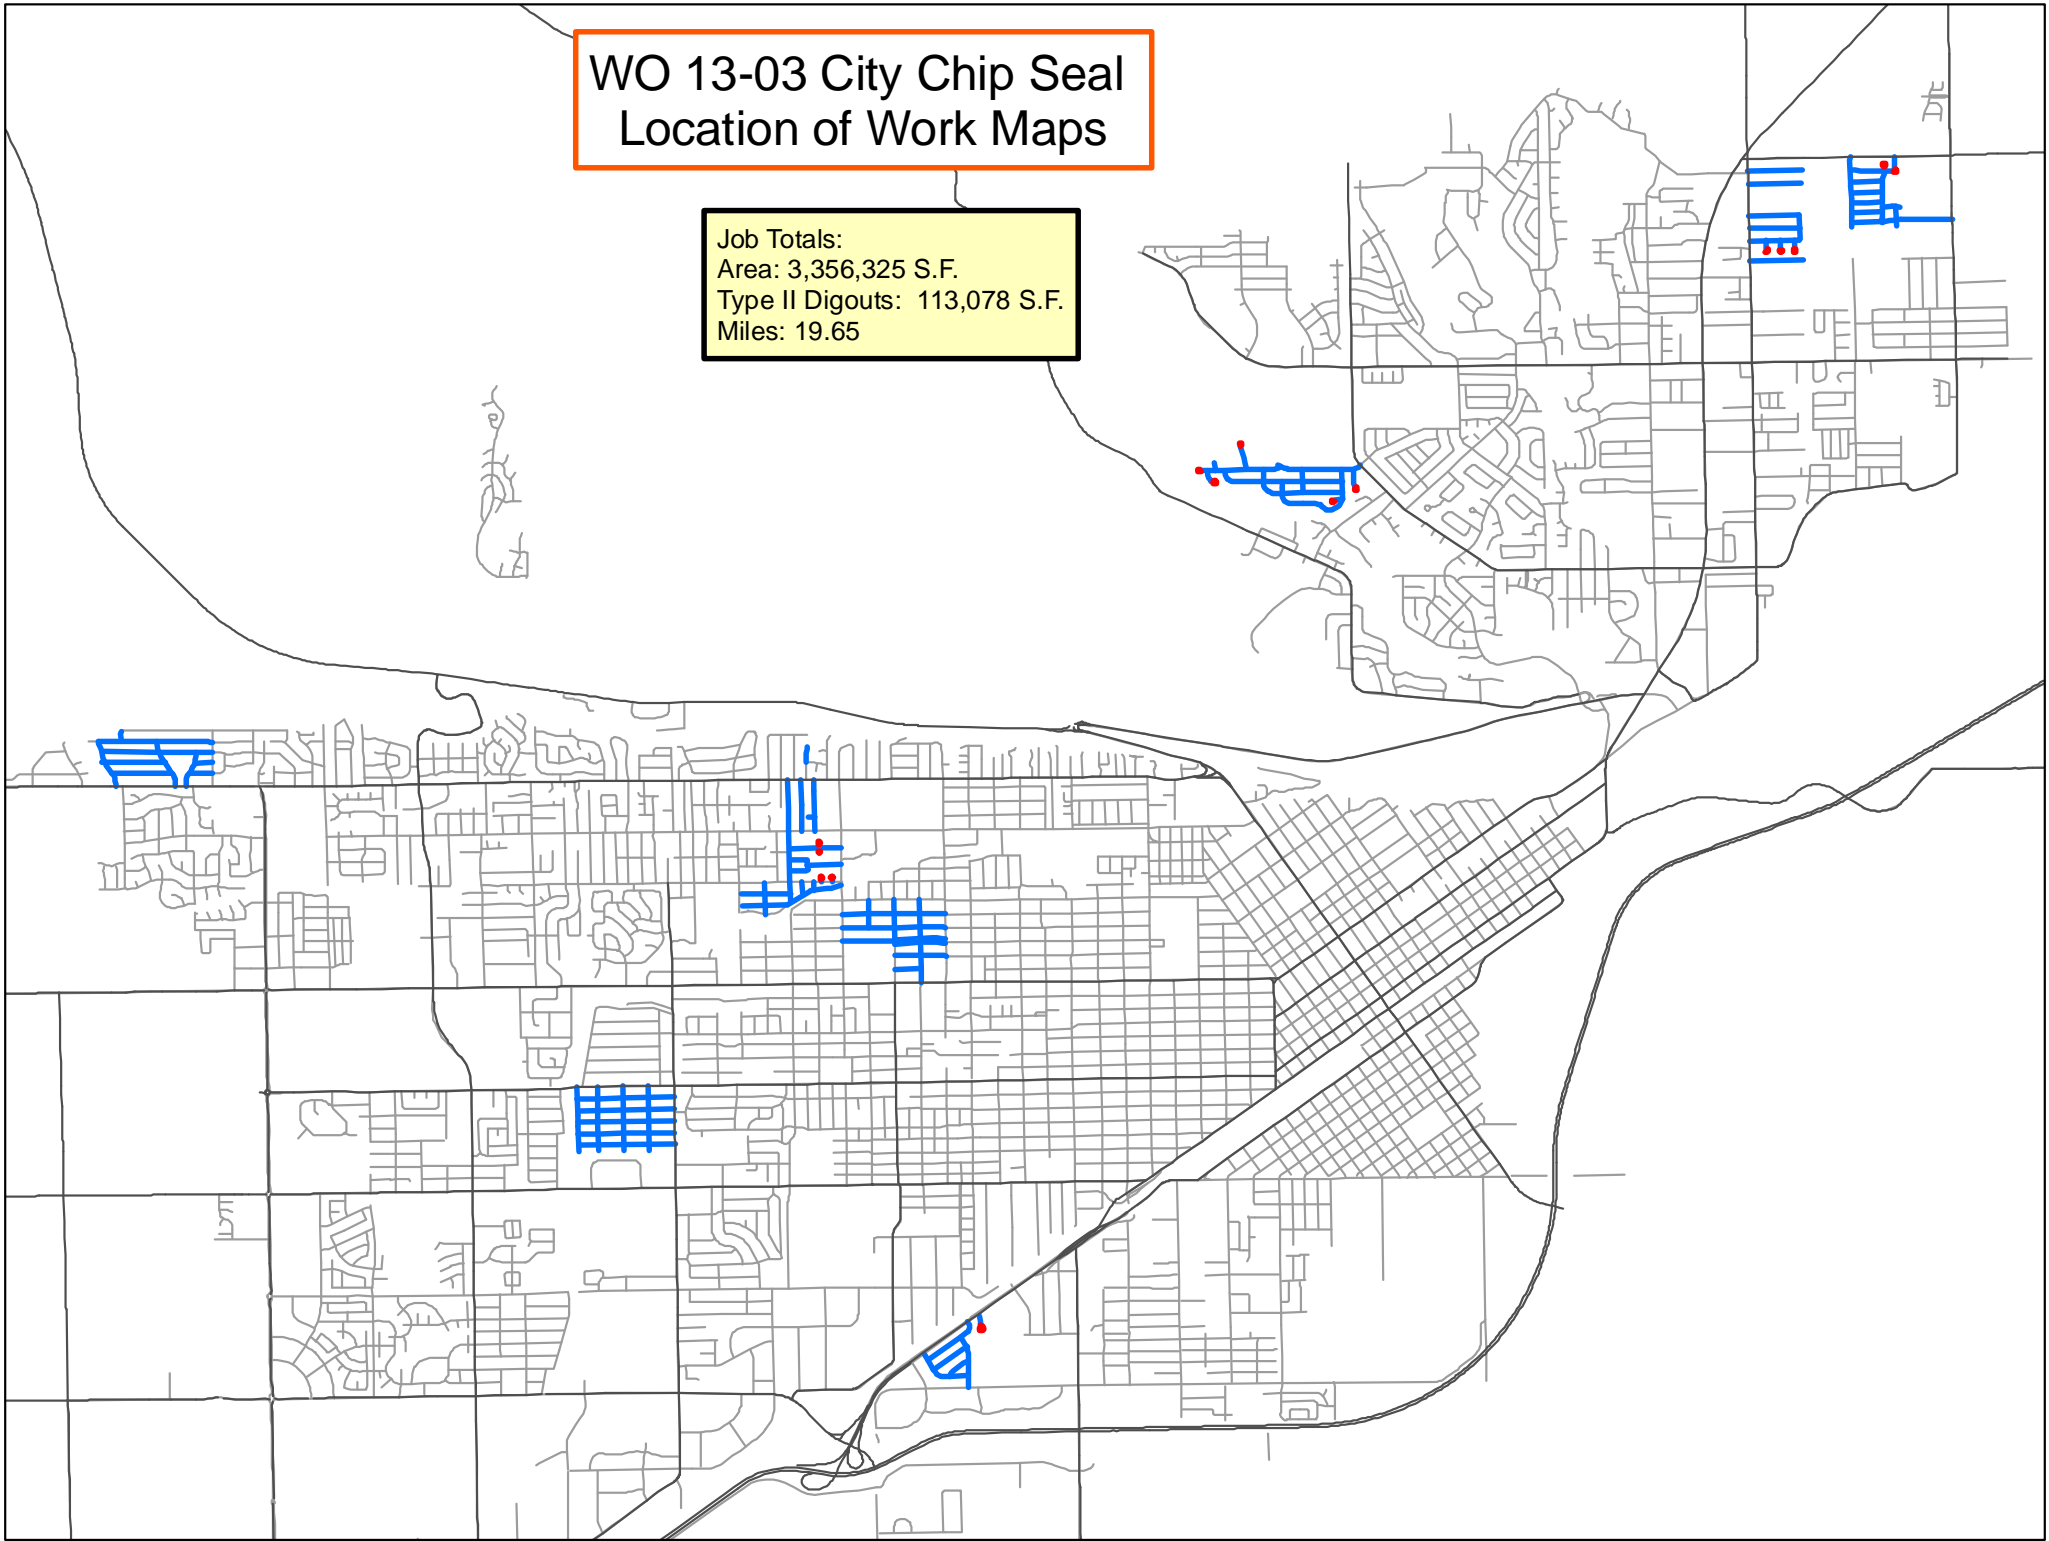 WO 13-03 City Chip Seal
Location of Work Maps
Job Totals:
Area: 3,356,325 S.F.
Type II Digouts:  113,078 S.F.
Miles: 19.65